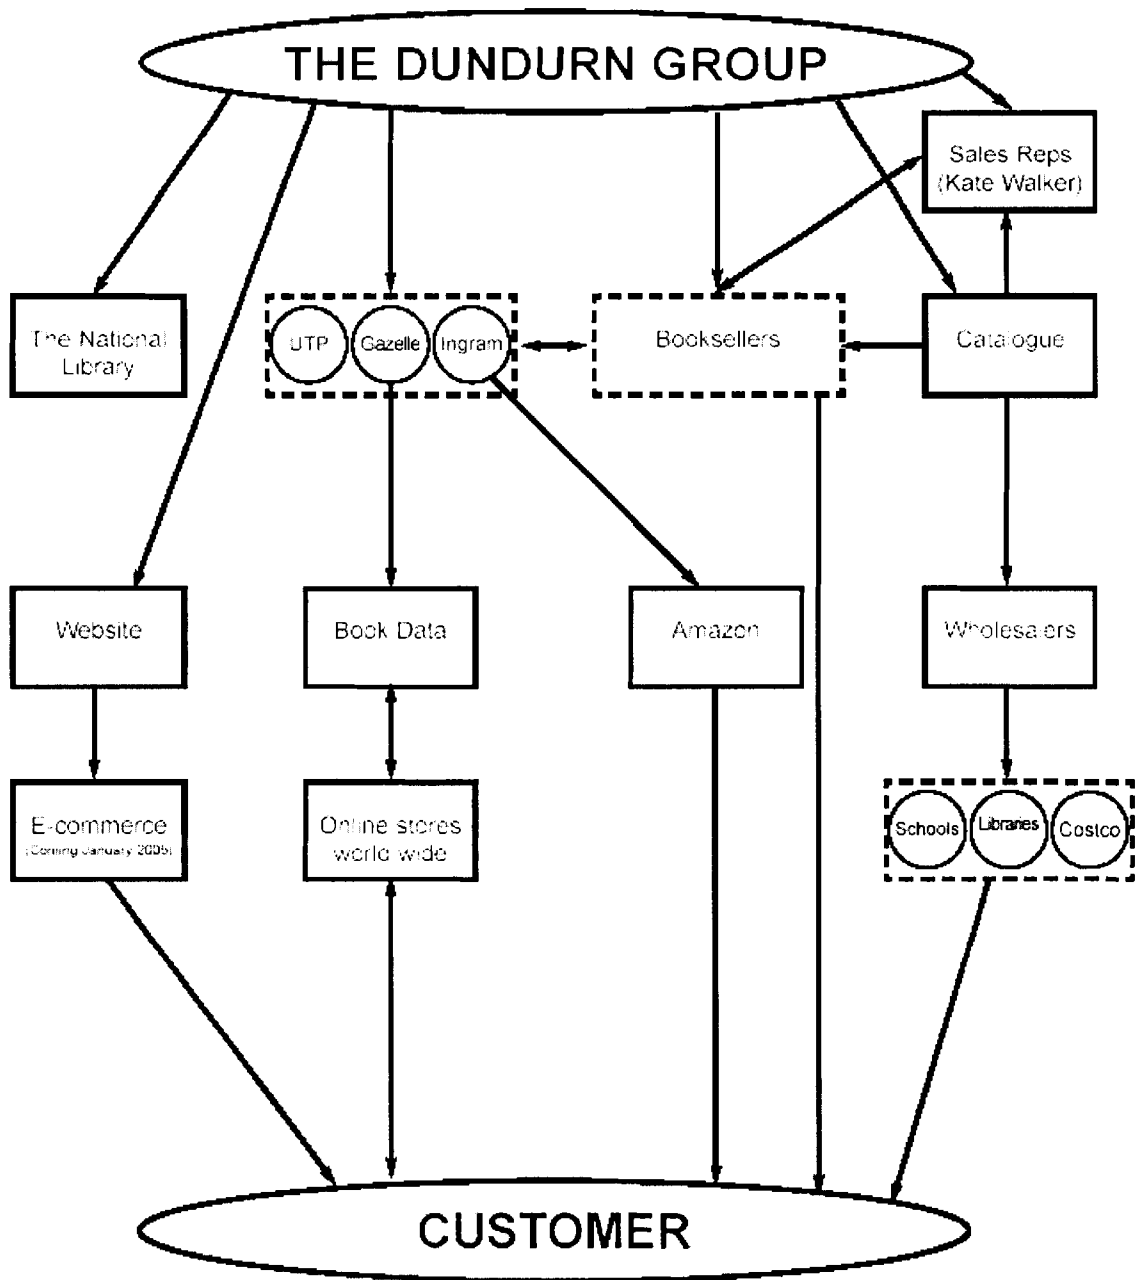 THE DUNDURN GROUP
Sales Reps
(Kate Walker)
The National
Library
UTP
Gazelle
Ingram
Booksellers
Catalogue
Website
Book Data
Amazon
Wholesalers
E-commerce
(Coming January 2005)
Online stores
world wide
Schools
Libraries
Costco
CUSTOMER